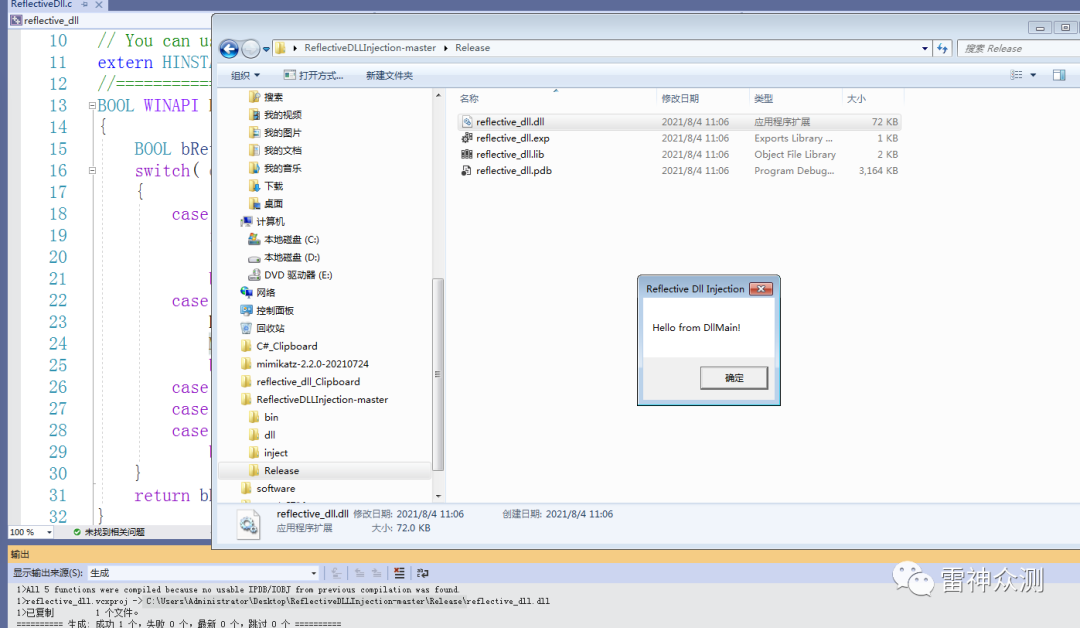 ReflectiveDll.c
reflective_dll
10 // You can u
11 extern HINST
12 //===========
13 BOOL WINAPI
14 {
15 BOOL bRe
16 switch(
17 {
18 case
19
20
21
22 case
23
24
25
26 case
27 case
28 case
29
30 }
31 return b
32 }
100 %
未找到相关问题
ReflectiveDLLInjection-master
Release
搜索 Release
组织
打开方式...
新建文件夹
搜索
我的视频
我的图片
我的文档
我的音乐
下载
桌面
计算机
本地磁盘 (C:)
本地磁盘 (D:)
DVD 驱动器 (E:)
网络
控制面板
回收站
C#_Clipboard
mimikatz-2.2.0-20210724
reflective_dll_Clipboard
ReflectiveDLLInjection-master
bin
dll
inject
Release
software
名称 修改日期 类型 大小
reflective_dll.dll 2021/8/4 11:06 应用程序扩展 72 KB
reflective_dll.exp 2021/8/4 11:06 Exports Library ... 1 KB
reflective_dll.lib 2021/8/4 11:06 Object File Library 2 KB
reflective_dll.pdb 2021/8/4 11:06 Program Debug... 3,164 KB
Reflective Dll Injection
Hello from DllMain!
确定
reflective_dll.dll 修改日期: 2021/8/4 11:06 创建日期: 2021/8/4 11:06
应用程序扩展 大小: 72.0 KB
输出
显示输出来源(S): 生成
1>All 5 functions were compiled because no usable IPDB/IOBJ from previous compilation was found.
1>reflective_dll.vcxproj -> C:\Users\Administrator\Desktop\ReflectiveDLLInjection-master\Release\reflective_dll.dll
1>已复制 1 个文件。
========== 生成: 成功 1 个，失败 0 个，最新 0 个，跳过 0 个 ==========
雷神众测